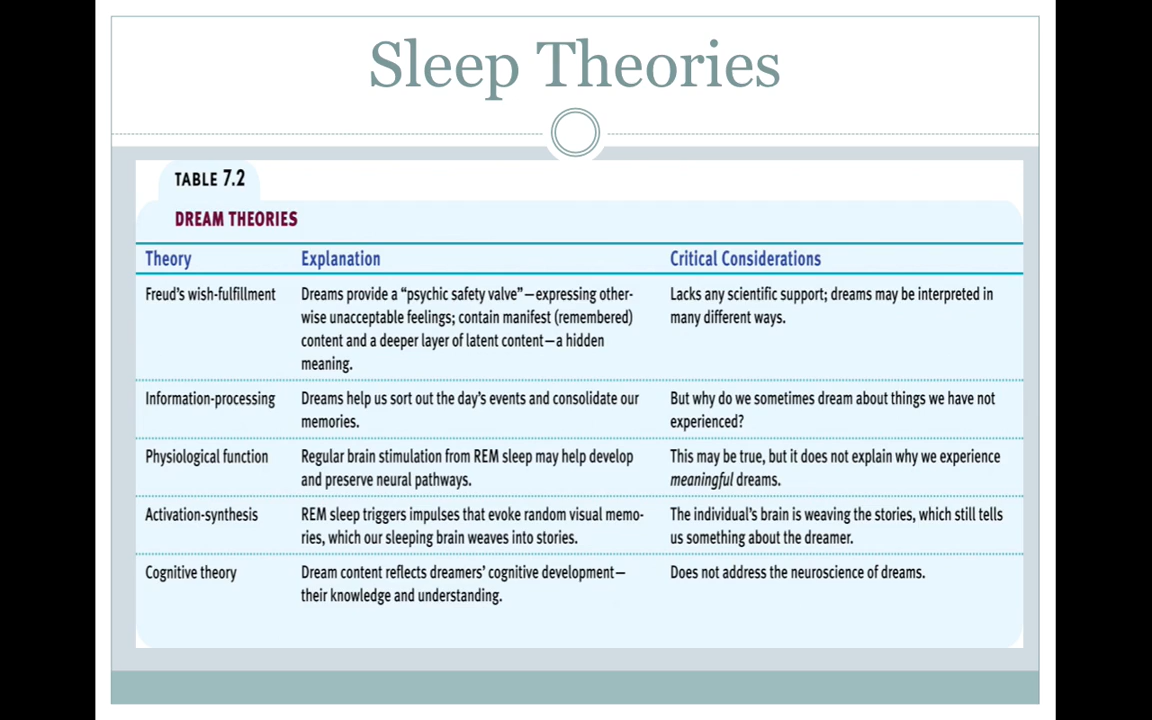 Sleep Theories
TABLE 7.2
DREAM THEORIES
Theory Explanation Critical Considerations
Freud's wish-fulfillment Dreams provide a “psychic safety valve”—expressing other- Lacks any scientific support; dreams may be interpreted in
wise unacceptable feelings; contain manifest (remembered) many different ways.
content and a deeper layer of latent content—a hidden
meaning.
Information-processing Dreams help us sort out the day's events and consolidate our But why do we sometimes dream about things we have not
memories. experienced?
Physiological function Regular brain stimulation from REM sleep may help develop This may be true, but it does not explain why we experience
and preserve neural pathways. meaningful dreams.
Activation-synthesis REM sleep triggers impulses that evoke random visual memo- The individual's brain is weaving the stories, which still tells
ries, which our sleeping brain weaves into stories. us something about the dreamer.
Cognitive theory Dream content reflects dreamers' cognitive development— Does not address the neuroscience of dreams.
their knowledge and understanding.